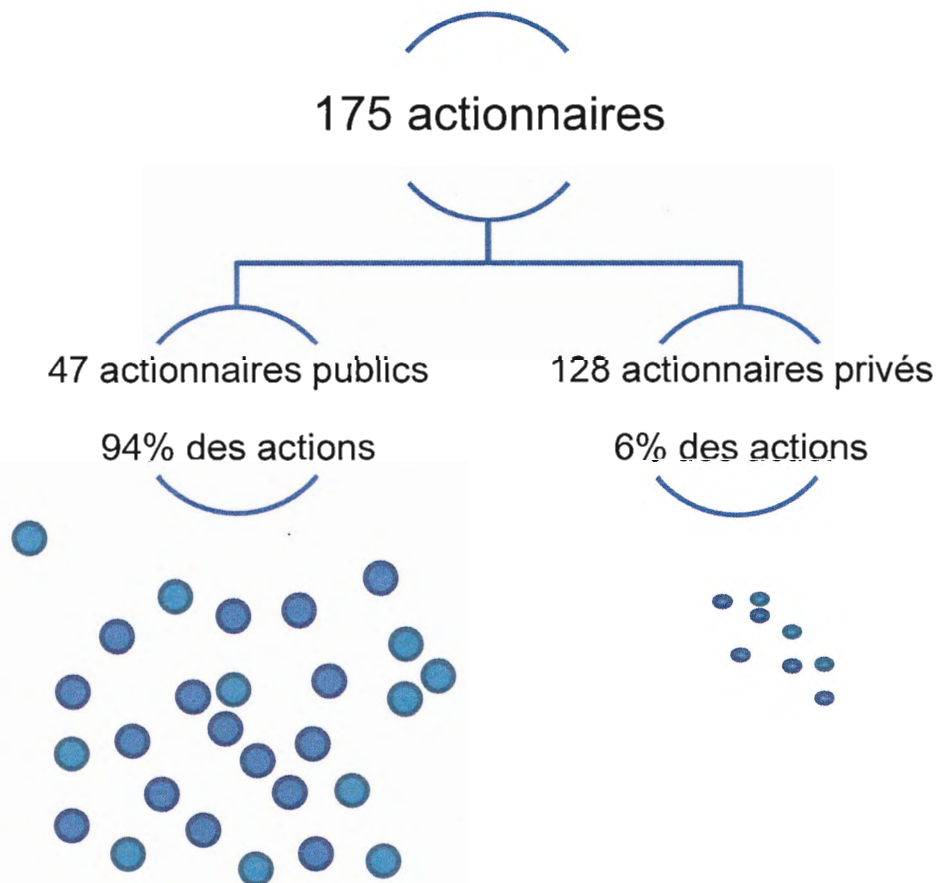 175 actionnaires
47 actionnaires publics
94% des actions
128 actionnaires privés
6% des actions